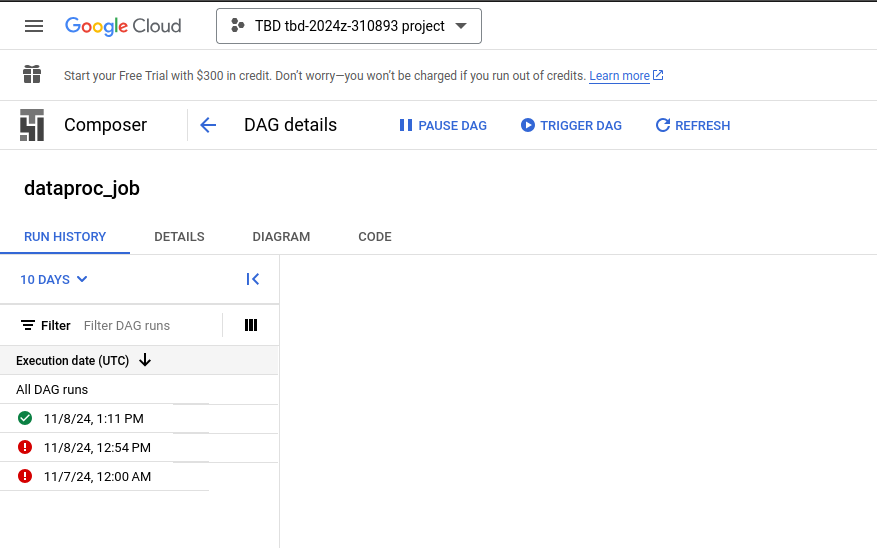 Google Cloud TBD tbd-2024z-310893 project
Start your Free Trial with $300 in credit. Don’t worry—you won’t be charged if you run out of credits. Learn more
Composer DAG details PAUSE DAG TRIGGER DAG REFRESH
dataproc_job
RUN HISTORY DETAILS DIAGRAM CODE
10 DAYS
Filter Filter DAG runs
Execution date (UTC)
All DAG runs
11/8/24, 1:11 PM
11/8/24, 12:54 PM
11/7/24, 12:00 AM